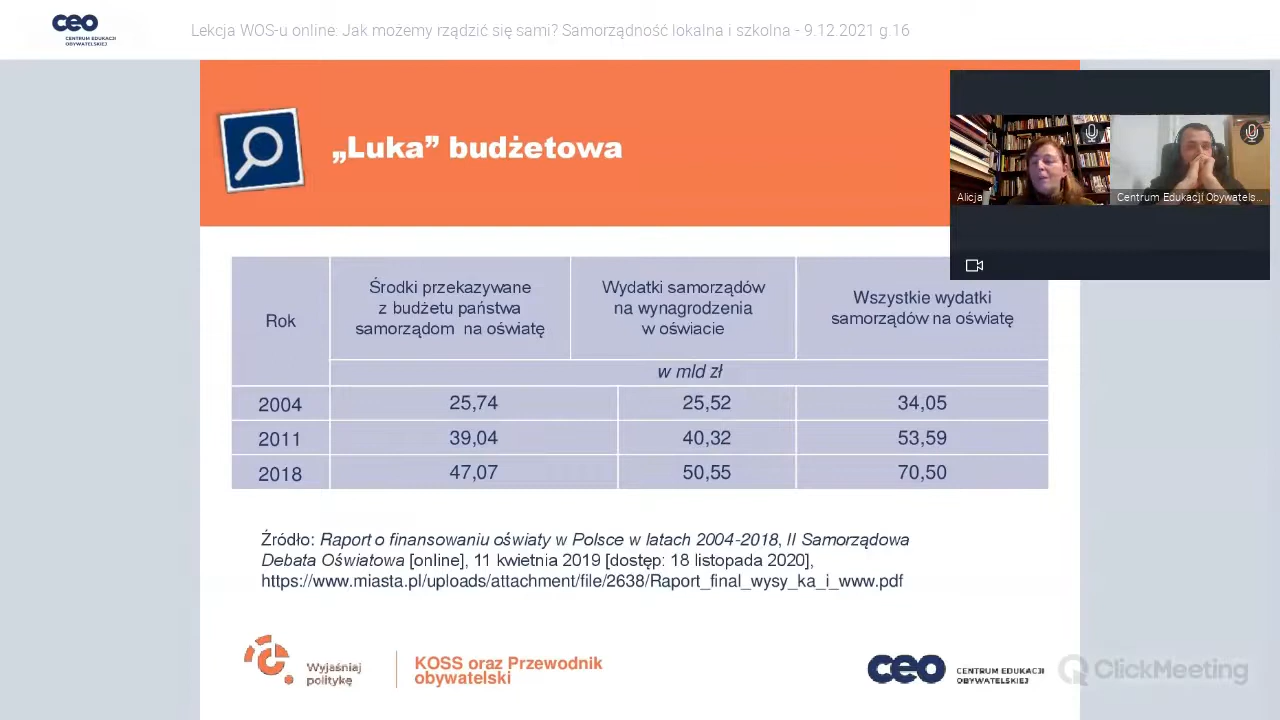 ceo
CENTRUM EDUKACJI
OBYWATELSKIEJ
Lekcja WOS-u online: Jak możemy rządzić się sami? Samorządność lokalna i szkolna - 9.12.2021 g.16
„Luka” budżetowa
Alicja
Centrum Edukacji Obywatels...
Rok
Środki przekazywane
z budżetu państwa
samorządom na oświatę
Wydatki samorządów
na wynagrodzenia
w oświacie
Wszystkie wydatki
samorządów na oświatę
w mld zł
2004 25,74 25,52 34,05
2011 39,04 40,32 53,59
2018 47,07 50,55 70,50
Źródło: Raport o finansowaniu oświaty w Polsce w latach 2004-2018, II Samorządowa
Debata Oświatowa [online], 11 kwietnia 2019 [dostęp: 18 listopada 2020],
https://www.miasta.pl/uploads/attachment/file/2638/Raport_final_wysy_ka_i_www.pdf
Wyjaśniaj
politykę
KOSS oraz Przewodnik
obywatelski
ceo
CENTRUM EDUKACJI
OBYWATELSKIEJ
ClickMeeting